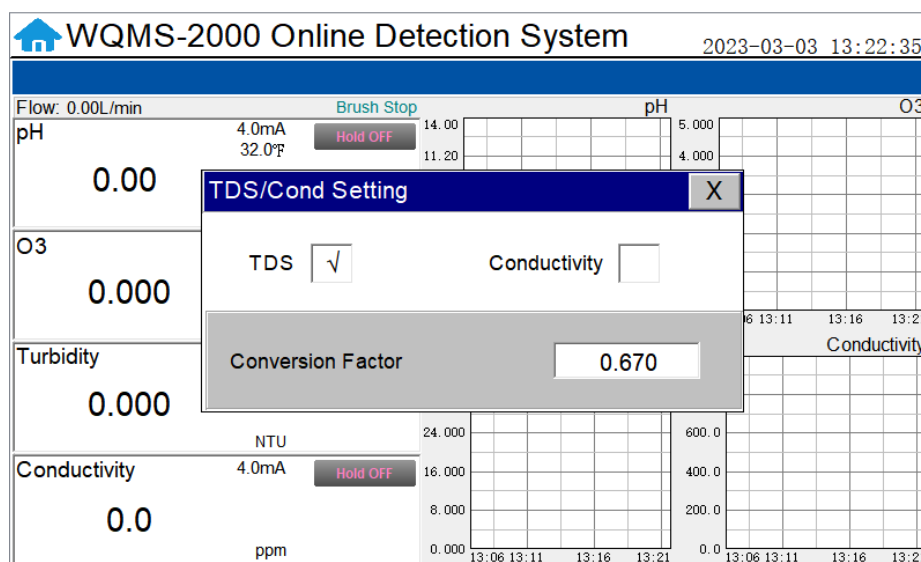 WQMS-2000 Online Detection System
2023-03-03 13:22:35
Flow: 0.00L/min
Brush Stop
pH
4.0mA
32.0℉
Hold OFF
0.00
O3
0.000
Turbidity
0.000
NTU
Conductivity
4.0mA
Hold OFF
0.0
ppm
TDS/Cond Setting
X
TDS √
Conductivity
Conversion Factor
0.670
pH
14.00
11.20
O3
5.000
4.000
13:11 13:16
24.000
16.000
8.000
0.000
13:06 13:11 13:16 13:21
Conductivity
600.0
400.0
200.0
0.0
13:06 13:11 13:16